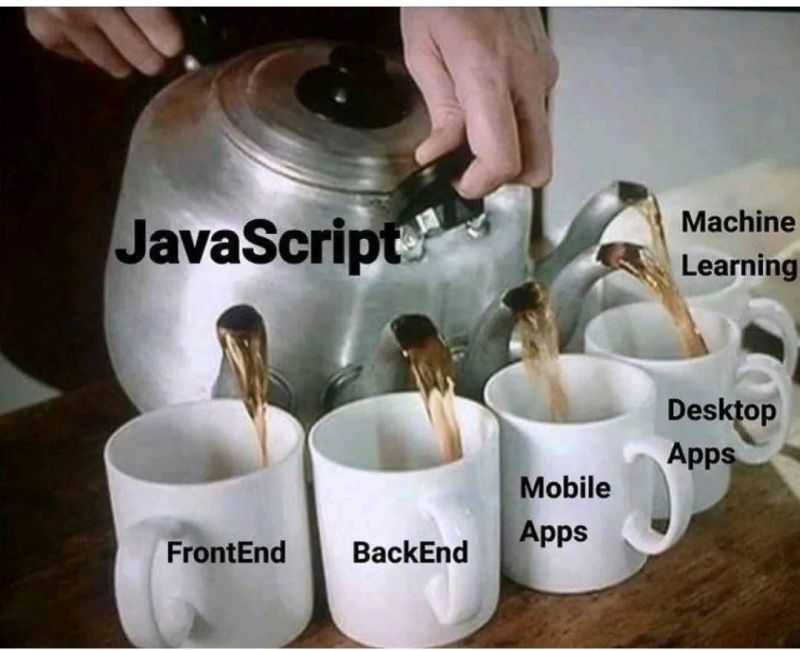 JavaScript
Machine
Learning
Desktop
Apps
Mobile
Apps
FrontEnd
BackEnd